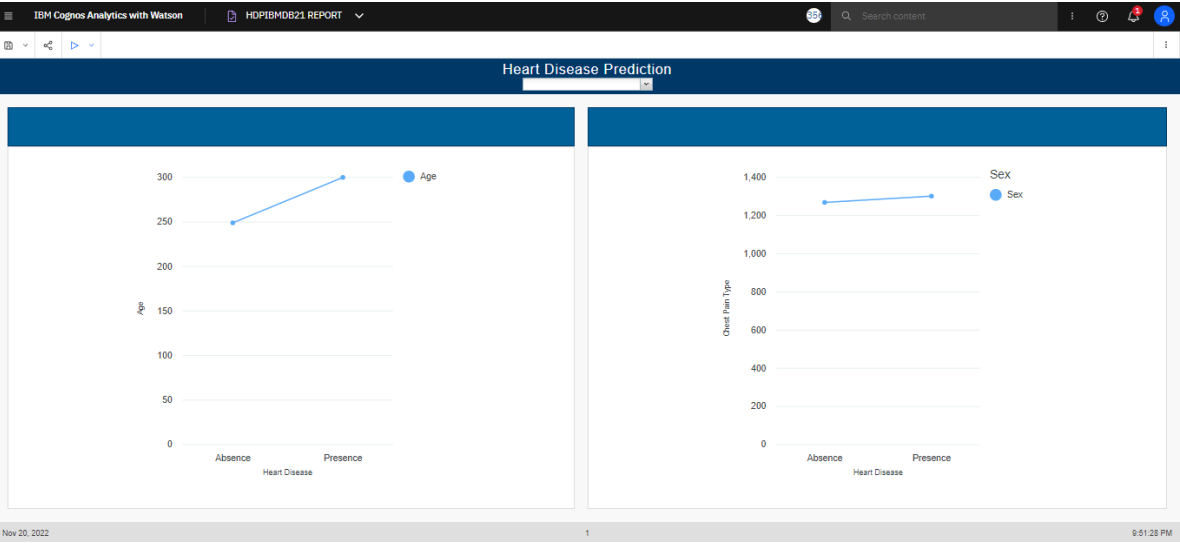 IBM Cognos Analytics with Watson
HDPIBMDB21 REPORT
Search content
1
Heart Disease Prediction
300
250
200
150
100
50
0
Age
Absence
Presence
Heart Disease
Age
1,400
1,200
1,000
800
600
400
200
0
Chest Pain Type
Absence
Presence
Heart Disease
Sex
Sex
Nov 20, 2022
1
9:51:28 PM